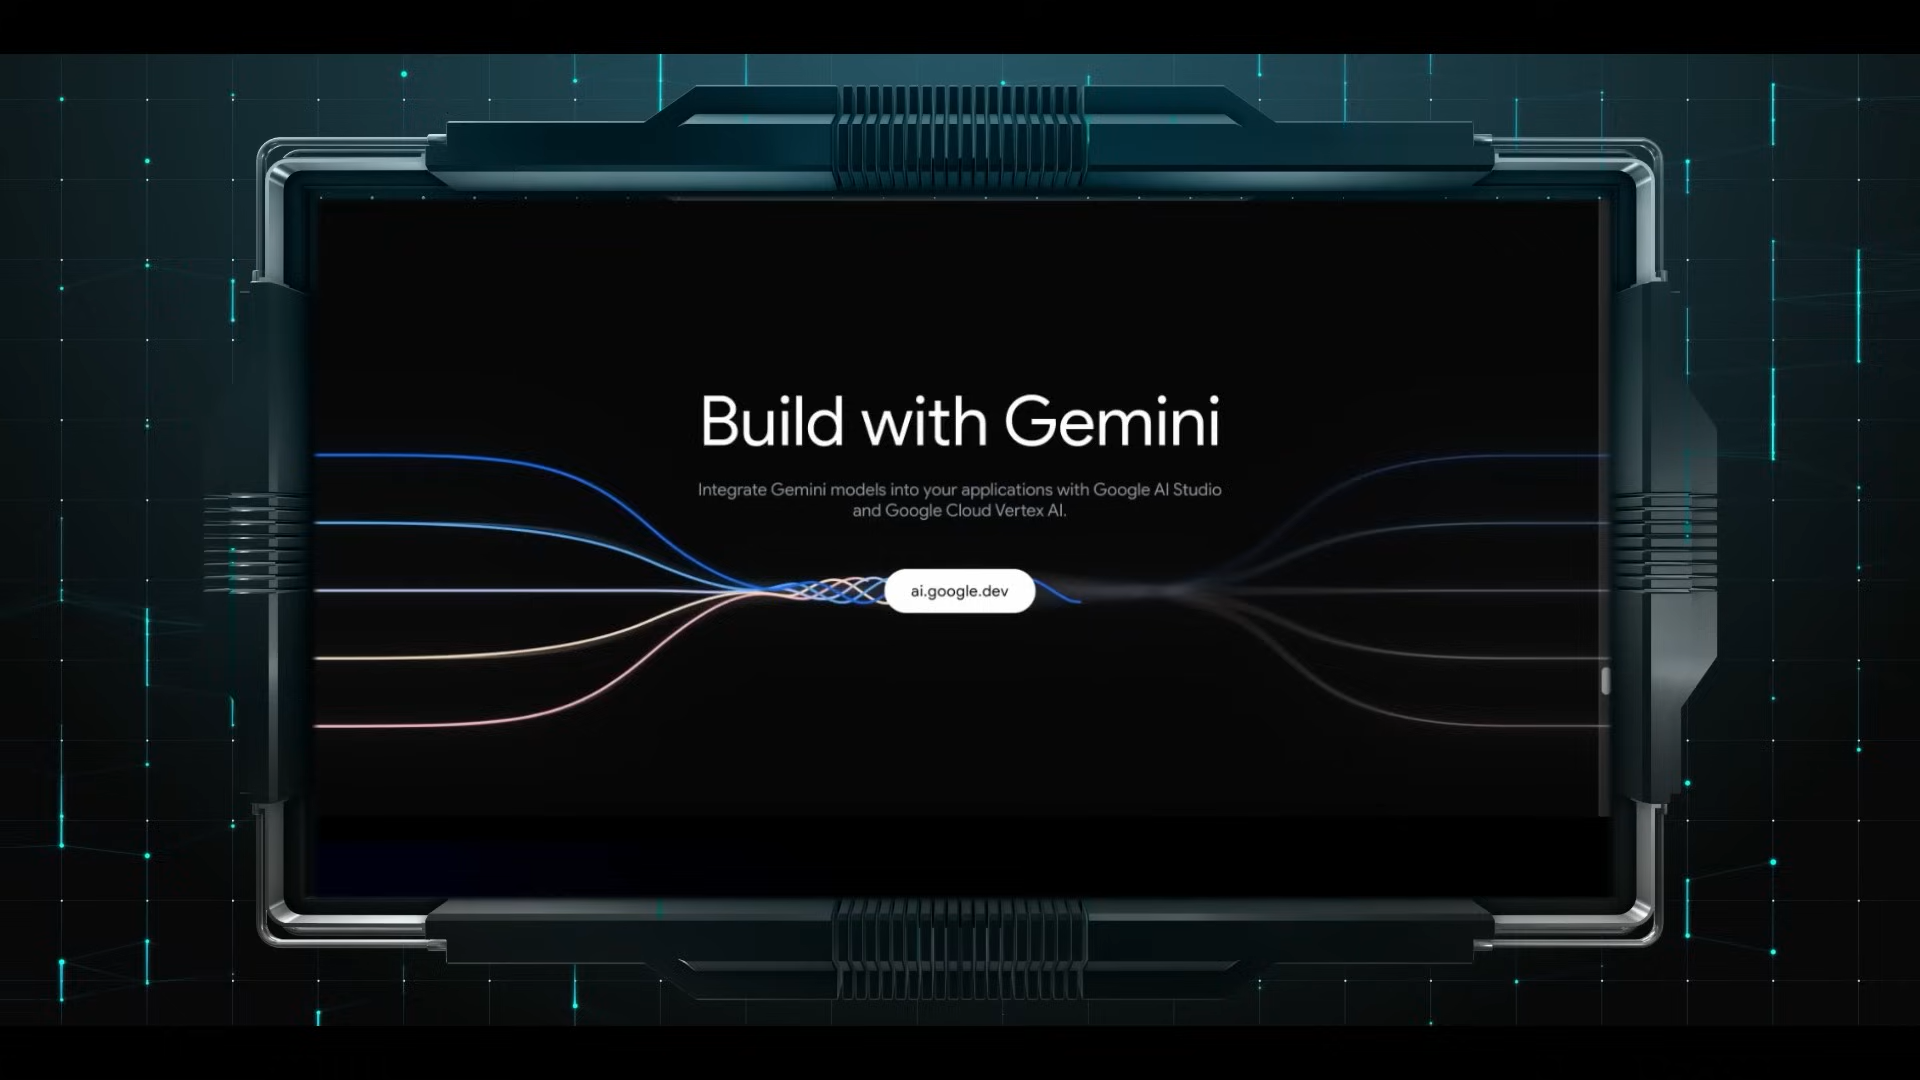 Build with Gemini
Integrate Gemini models into your applications with Google AI Studio
and Google Cloud Vertex AI.
ai.google.dev